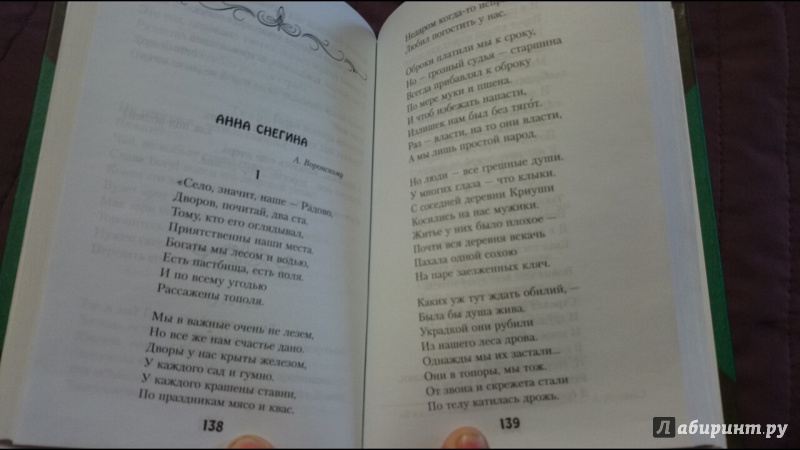 АННА СНЕГИНА
А. Воронскому
1
«Село, значит, наше — Радово,
Дворов, почитай, два ста.
Тому, кто его оглядывал,
Приятственны наши места.
Богаты мы лесом и водью,
Есть пастбища, есть поля.
И по всему угодью
Рассажены тополя.
Мы в важные очень не лезем,
Но все же нам счастье дано.
Дворы у нас крыты железом,
У каждого сад и гумно.
У каждого крашены ставни,
По праздникам мясо и квас.
138
Недаром когда-то
Любил погостить у нас.
Оброки платили мы к сроку,
Но — грозный судья — старшина
Всегда прибавлял к оброку
По мере муки и пшена.
И чтоб избежать напасти,
Излишек нам был без тягот.
Раз — власти, на то они власти,
А мы лишь простой народ.
Но люди — все грешные души.
У многих глаза — что клыки.
С соседней деревни Криуши
Косились на нас мужики.
Житье у них было плохое —
Почти вся деревня вскачь
Пахала одной сохою
На паре заезженных кляч.
Каких уж тут ждать обилий, —
Была бы душа жива.
Украдкой они рубили
Из нашего леса дрова.
Однажды мы их застали...
Они в топоры, мы тож.
От звона и скрежета стали
По телу катилась дрожь.
139
Лабиринт.ру